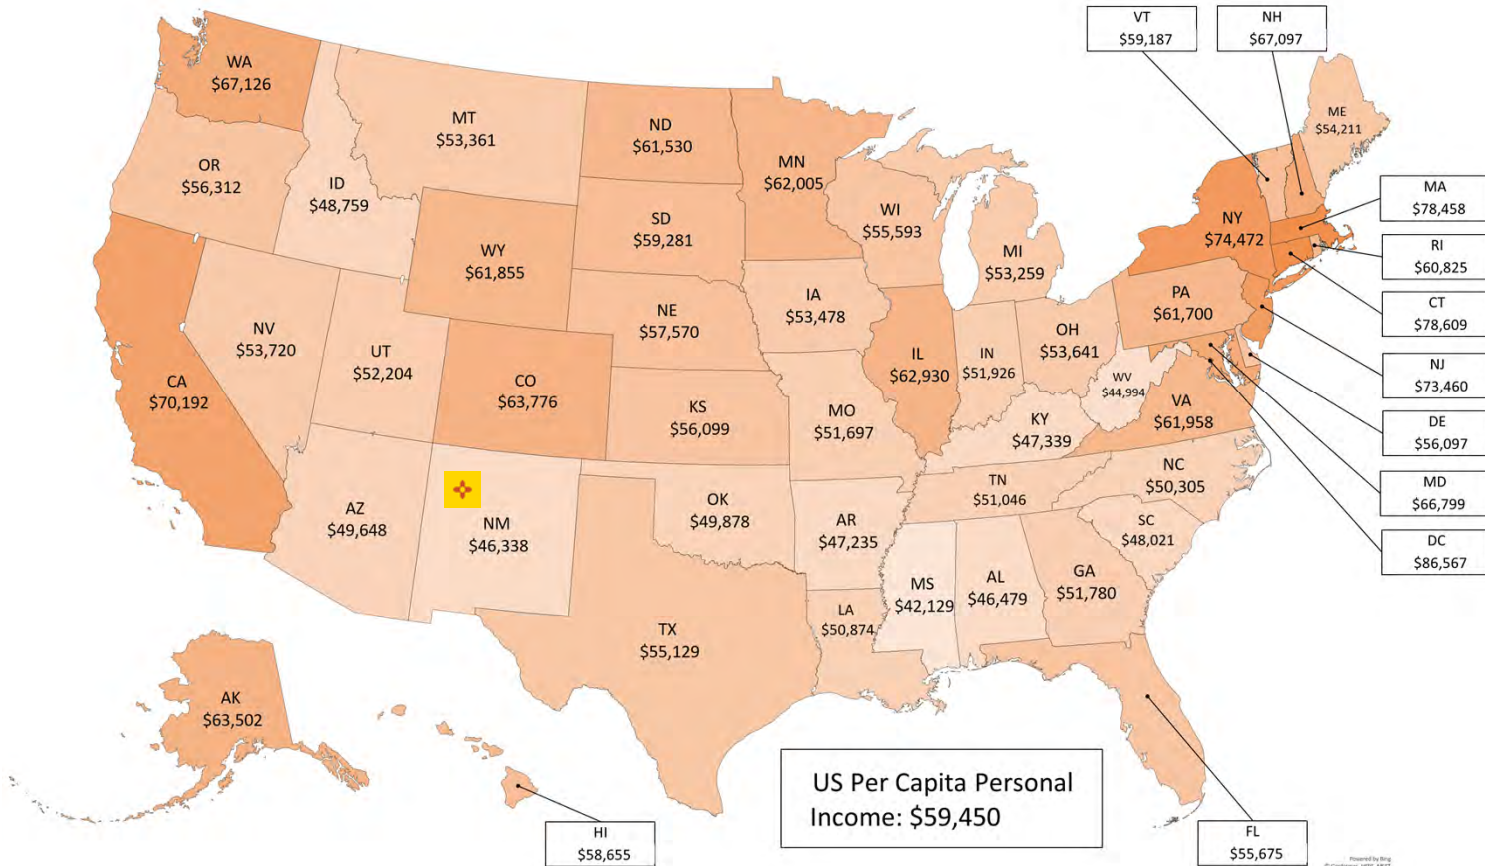 VT
$59,187
NH
$67,097
WA
$67,126
MT
$53,361
ND
$61,530
MN
$62,005
ME
$54,211
OR
$56,312
ID
$48,759
SD
$59,281
WI
$55,593
MI
$53,259
NY
$74,472
MA
$78,458
WY
$61,855
RI
$60,825
IA
$53,478
PA
$61,700
NE
$57,570
CT
$78,609
NV
$53,720
UT
$52,204
CO
$63,776
IL
$62,930
IN
$51,926
OH
$53,641
NJ
$73,460
CA
$70,192
WV
$44,994
KS
$56,099
MO
$51,697
KY
$47,339
VA
$61,958
DE
$56,097
AZ
$49,648
NM
$46,338
OK
$49,878
AR
$47,235
TN
$51,046
NC
$50,305
MD
$66,799
SC
$48,021
DC
$86,567
MS
$42,129
AL
$46,479
GA
$51,780
LA
$50,874
TX
$55,129
AK
$63,502
US Per Capita Personal
Income: $59,450
HI
$58,655
FL
$55,675
Powered by Bing